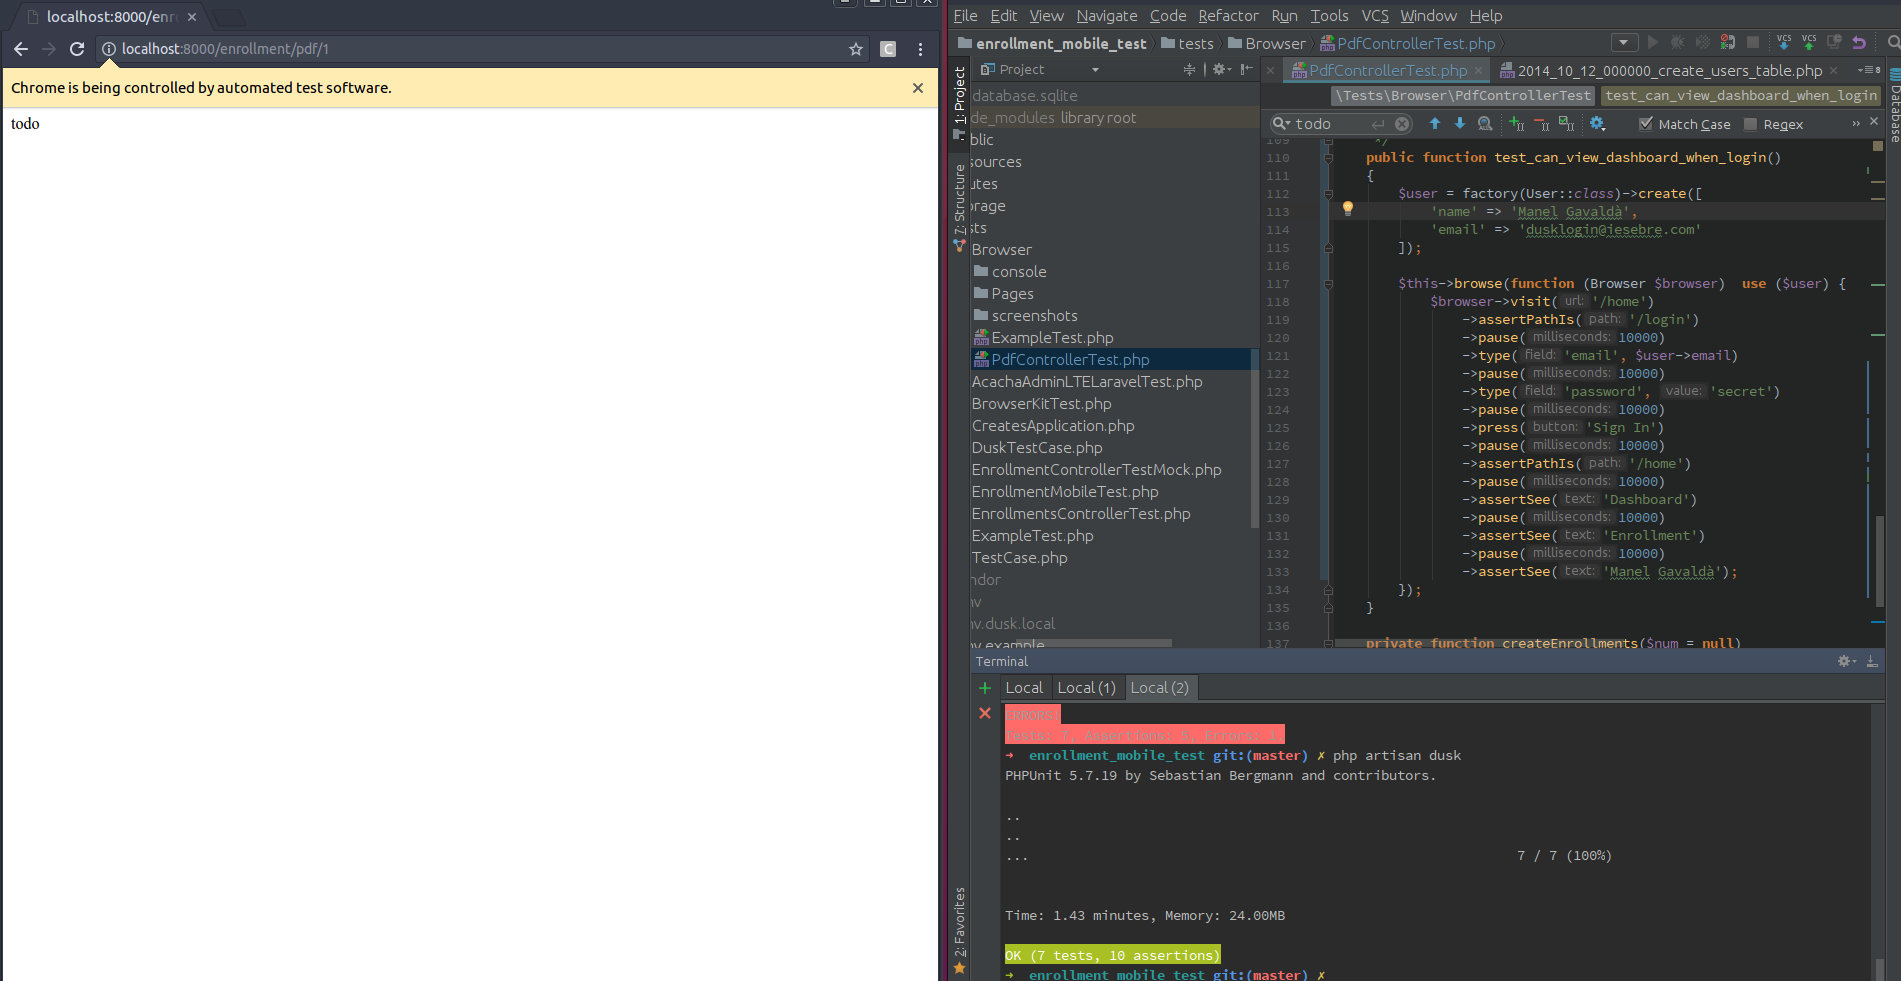 localhost:8000/enr
localhost:8000/enrollment/pdf/1
C
Chrome is being controlled by automated test software.
todo
File Edit View Navigate Code Refactor Run Tools VCS Window Help
enrollment_mobile_test tests Browser PdfControllerTest.php
VCS VCS
1: Project
7: Structure
2: Favorites
Project
database.sqlite
de_modules library root
blic
sources
utes
orage
sts
Browser
console
Pages
screenshots
ExampleTest.php
PdfControllerTest.php
AcachaAdminLTELaravelTest.php
BrowserKitTest.php
CreatesApplication.php
DuskTestCase.php
EnrollmentControllerTestMock.php
EnrollmentMobileTest.php
EnrollmentsControllerTest.php
ExampleTest.php
TestCase.php
ndor
nv
nv.dusk.local
nv.example
PdfControllerTest.php 2014_10_12_000000_create_users_table.php
8
Database
\Tests\Browser\PdfControllerTest test_can_view_dashboard_when_login
todo Match Case Regex »
109 */
110 public function test_can_view_dashboard_when_login()
111 {
112 $user = factory(User::class)->create([
113 'name' => 'Manel Gavaldà',
114 'email' => 'dusklogin@iesebre.com'
115 ]);
116
117 $this->browse(function (Browser $browser) use ($user) {
118 $browser->visit( url: '/home')
119 ->assertPathIs( path: '/login')
120 ->pause( milliseconds: 10000)
121 ->type( field: 'email', $user->email)
122 ->pause( milliseconds: 10000)
123 ->type( field: 'password', value: 'secret')
124 ->pause( milliseconds: 10000)
125 ->press( button: 'Sign In')
126 ->pause( milliseconds: 10000)
127 ->assertPathIs( path: '/home')
128 ->pause( milliseconds: 10000)
129 ->assertSee( text: 'Dashboard')
130 ->pause( milliseconds: 10000)
131 ->assertSee( text: 'Enrollment')
132 ->pause( milliseconds: 10000)
133 ->assertSee( text: 'Manel Gavaldà');
134 });
135 }
136
137 private function createEnrollments($num = null)
Terminal
Local Local (1) Local (2)
ERRORS!
➜ enrollment_mobile_test git:(master) ✗ php artisan dusk
PHPUnit 5.7.19 by Sebastian Bergmann and contributors.
..
..
... 7 / 7 (100%)
Time: 1.43 minutes, Memory: 24.00MB
OK (7 tests, 10 assertions)
➜ enrollment_mobile_test git:(master) ✗